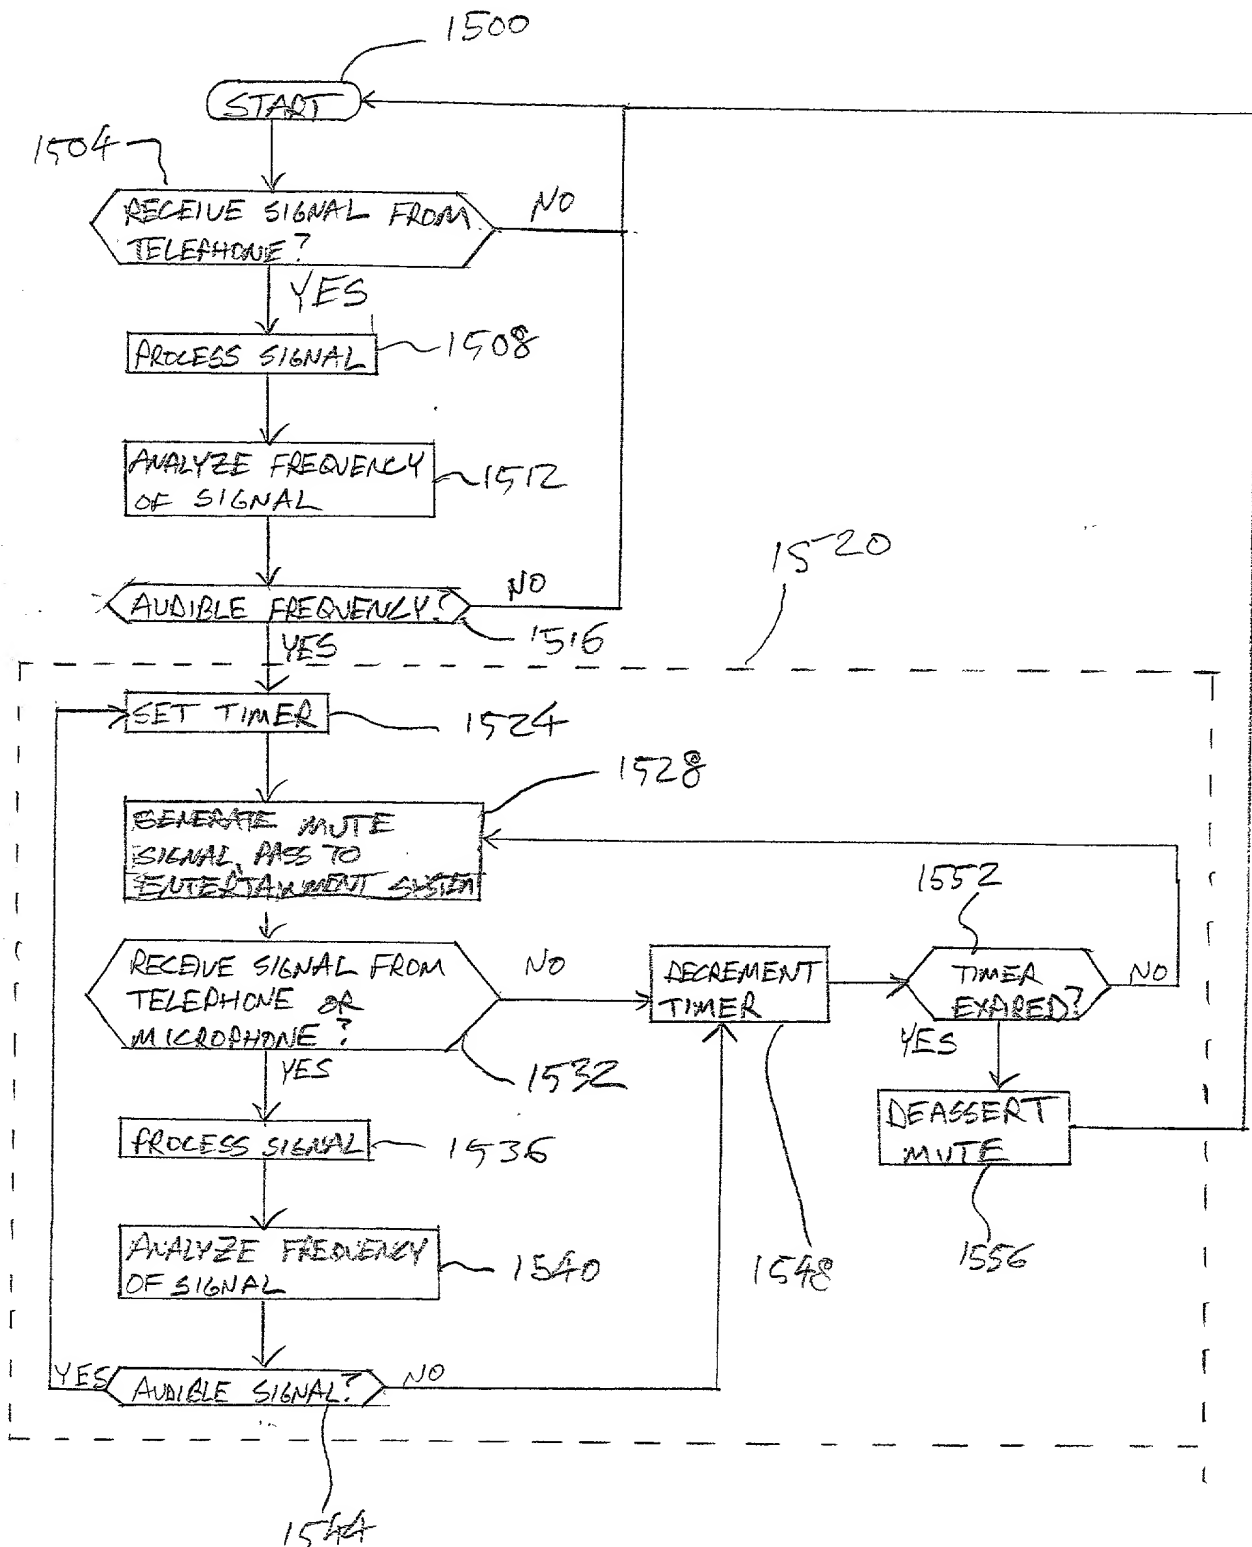 1500
START
1504
RECEIVE SIGNAL FROM
TELEPHONE?
NO
YES
PROCESS SIGNAL
1508
ANALYZE FREQUENCY
OF SIGNAL
1512
AUDIBLE FREQUENCY?
NO
1516
YES
1520
SET TIMER
1524
1528
GENERATE MUTE
SIGNAL, PASS TO
ENTERTAINMENT SYSTEM
1552
RECEIVE SIGNAL FROM
TELEPHONE OR
MICROPHONE?
NO
YES
1532
DECREMENT
TIMER
1548
TIMER
EXPIRED?
NO
YES
DEASSERT
MUTE
1556
PROCESS SIGNAL
1536
ANALYZE FREQUENCY
OF SIGNAL
1540
YES
AUDIBLE SIGNAL?
NO
1544